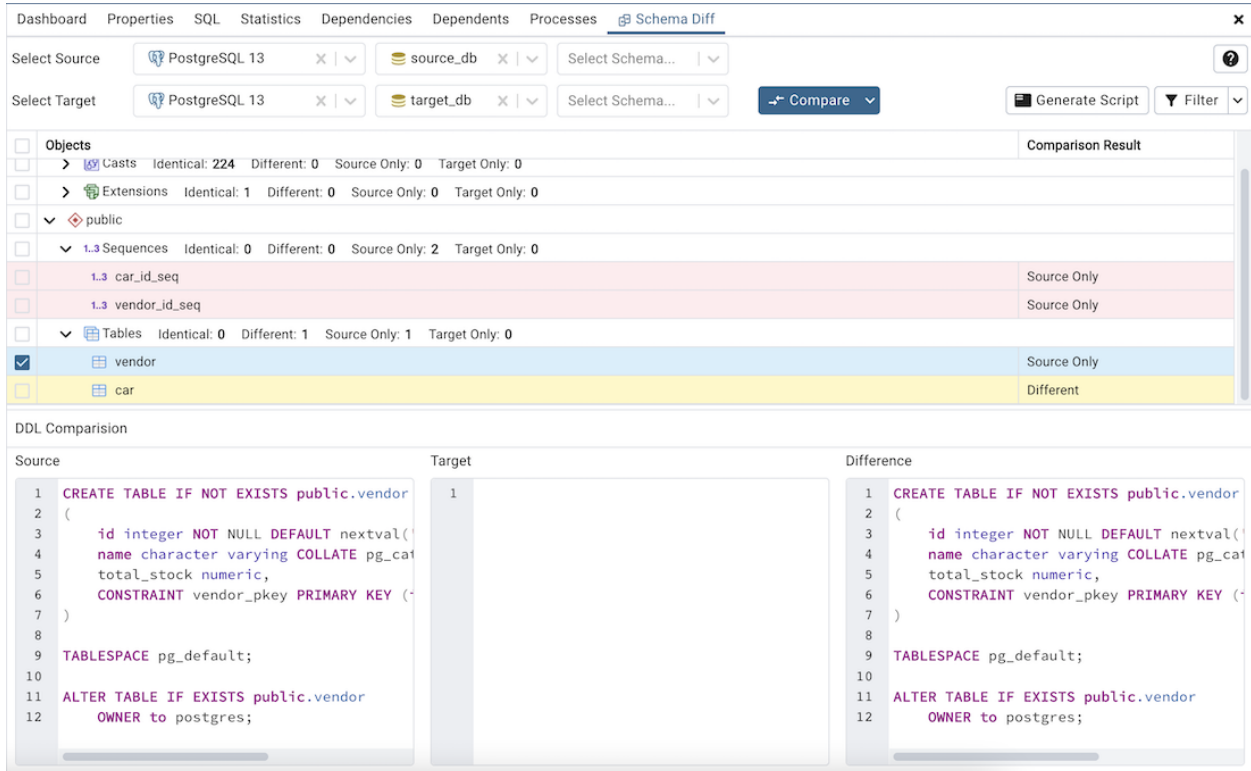 Dashboard Properties SQL Statistics Dependencies Dependents Processes Schema Diff
Select Source PostgreSQL 13 source_db Select Schema...
Select Target PostgreSQL 13 target_db Select Schema... Compare Generate Script Filter
Objects Comparison Result
Casts Identical: 224 Different: 0 Source Only: 0 Target Only: 0
Extensions Identical: 1 Different: 0 Source Only: 0 Target Only: 0
public
1..3 Sequences Identical: 0 Different: 0 Source Only: 2 Target Only: 0
1..3 car_id_seq Source Only
1..3 vendor_id_seq Source Only
Tables Identical: 0 Different: 1 Source Only: 1 Target Only: 0
vendor Source Only
car Different
DDL Comparision
Source
1 CREATE TABLE IF NOT EXISTS public.vendor
2 (
3 id integer NOT NULL DEFAULT nextval('
4 name character varying COLLATE pg_cat
5 total_stock numeric,
6 CONSTRAINT vendor_pkey PRIMARY KEY (
7 )
8
9 TABLESPACE pg_default;
10
11 ALTER TABLE IF EXISTS public.vendor
12 OWNER to postgres;
Target
1
Difference
1 CREATE TABLE IF NOT EXISTS public.vendor
2 (
3 id integer NOT NULL DEFAULT nextval('
4 name character varying COLLATE pg_cat
5 total_stock numeric,
6 CONSTRAINT vendor_pkey PRIMARY KEY (
7 )
8
9 TABLESPACE pg_default;
10
11 ALTER TABLE IF EXISTS public.vendor
12 OWNER to postgres;